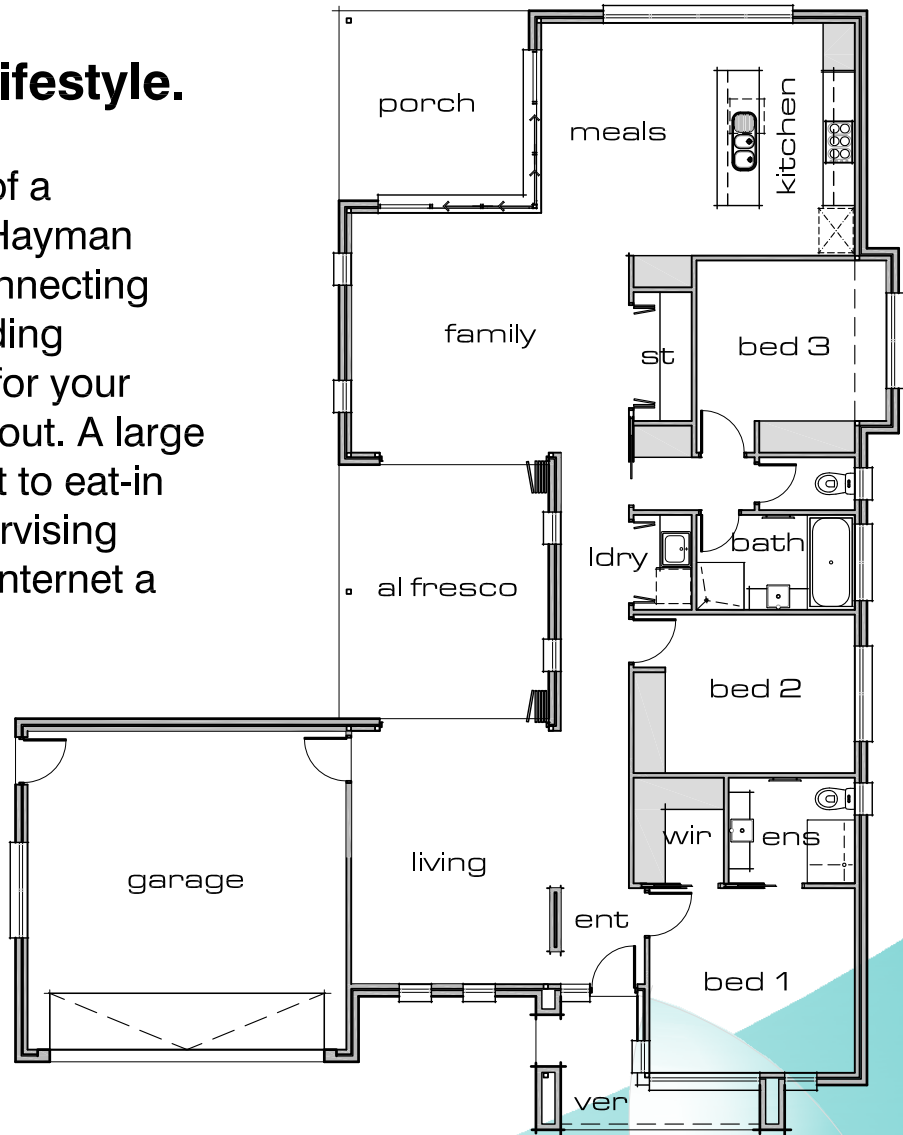 ifestyle.
of a
Hayman
nnecting
ding
for your
out. A large
t to eat-in
rvising
nternet a
porch
meals
kitchen
family
st
bed 3
al fresco
ldry
bath
bed 2
wir
ens
garage
living
ent
bed 1
ver